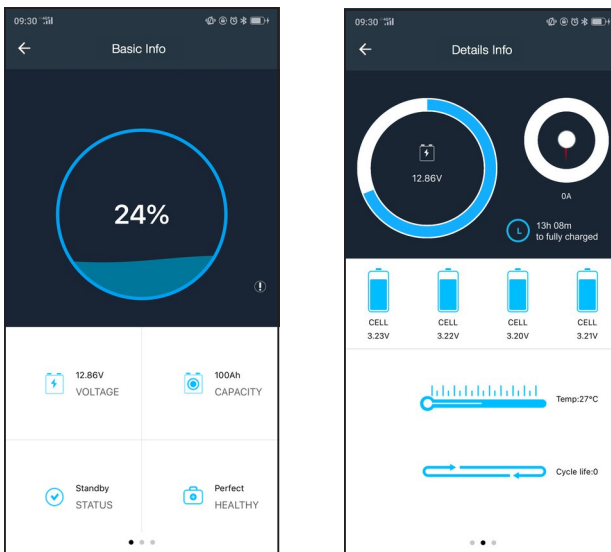 09:30
Basic Info
24%
12.86V
VOLTAGE
100Ah
CAPACITY
Standby
STATUS
Perfect
HEALTHY
09:30
Details Info
12.86V
0A
13h 08m
to fully charged
CELL
3.23V
CELL
3.22V
CELL
3.20V
CELL
3.21V
Temp:27°C
Cycle life:0